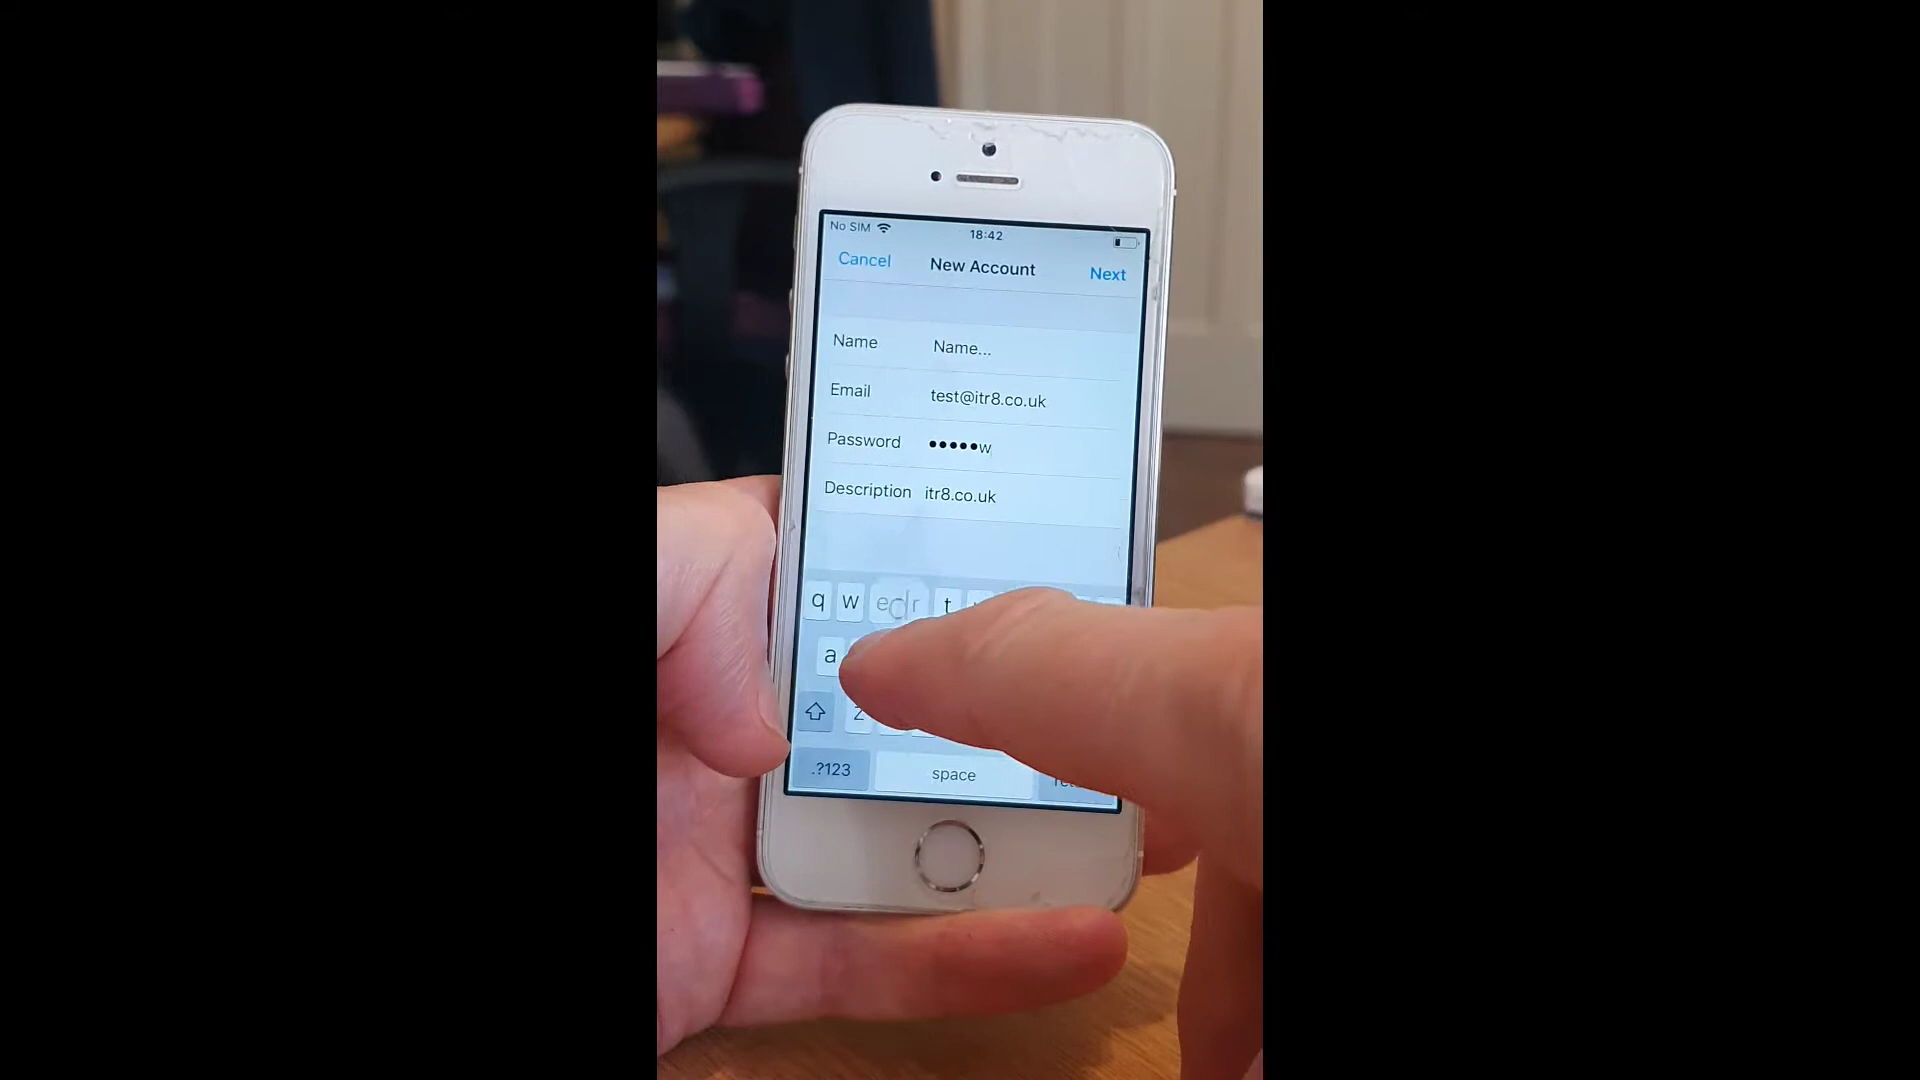 No SIM
18:42
Cancel New Account Next
Name Name...
Email test@itr8.co.uk
Password •••••w
Description itr8.co.uk
q w e r t
a
z
.?123 space